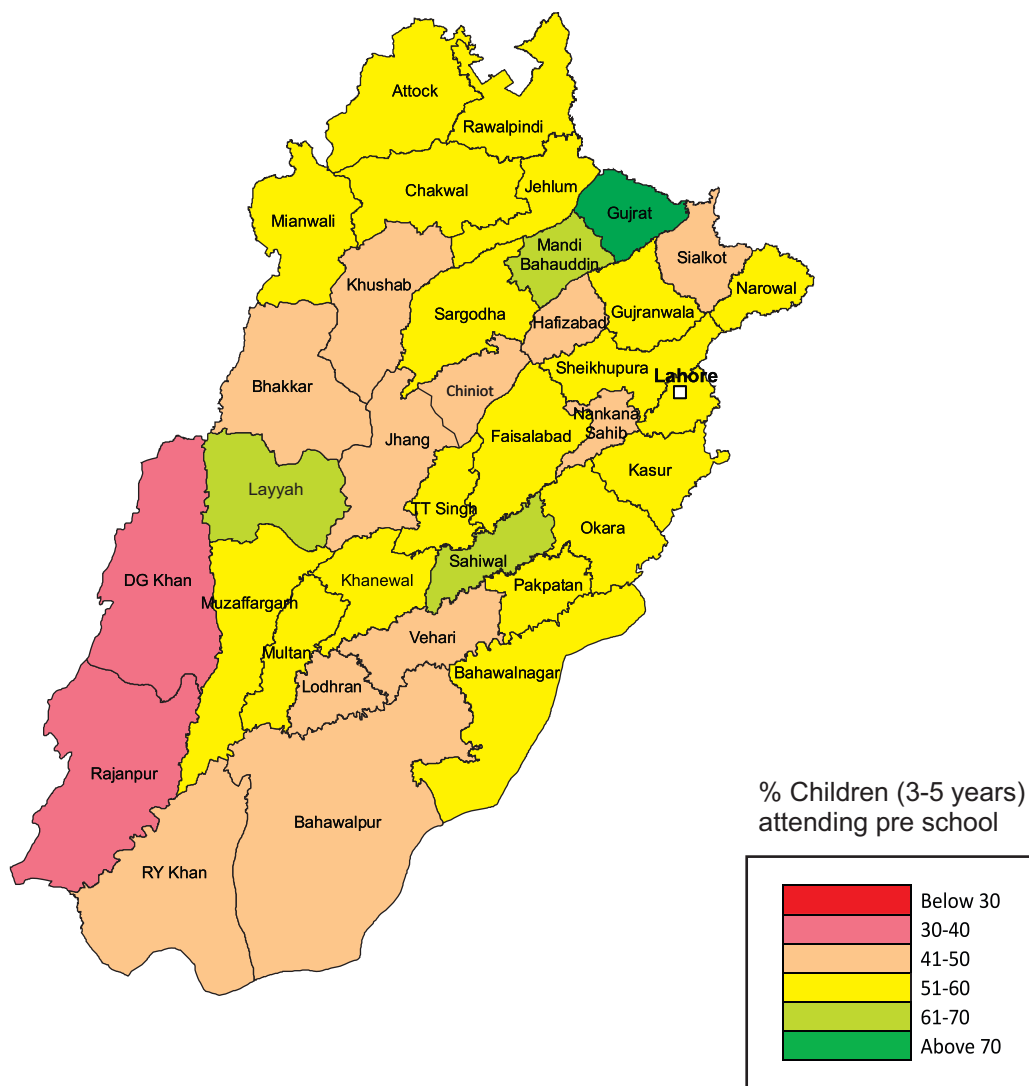 Attock
Rawalpindi
Chakwal
Jehlum
Mianwali
Gujrat
Mandi
Bahauddin
Sialkot
Khushab
Narowal
Sargodha
Hafizabad
Gujranwala
Sheikhupura
Lahore
Bhakkar
Chiniot
Nankana
Sahib
Jhang
Faisalabad
Kasur
Layyah
TT Singh
Okara
Sahiwal
DG Khan
Khanewal
Pakpatan
Muzaffargarh
Vehari
Multan
Bahawalnagar
Lodhran
Rajanpur
Bahawalpur
RY Khan
% Children (3-5 years)
attending pre school
Below 30
30-40
41-50
51-60
61-70
Above 70